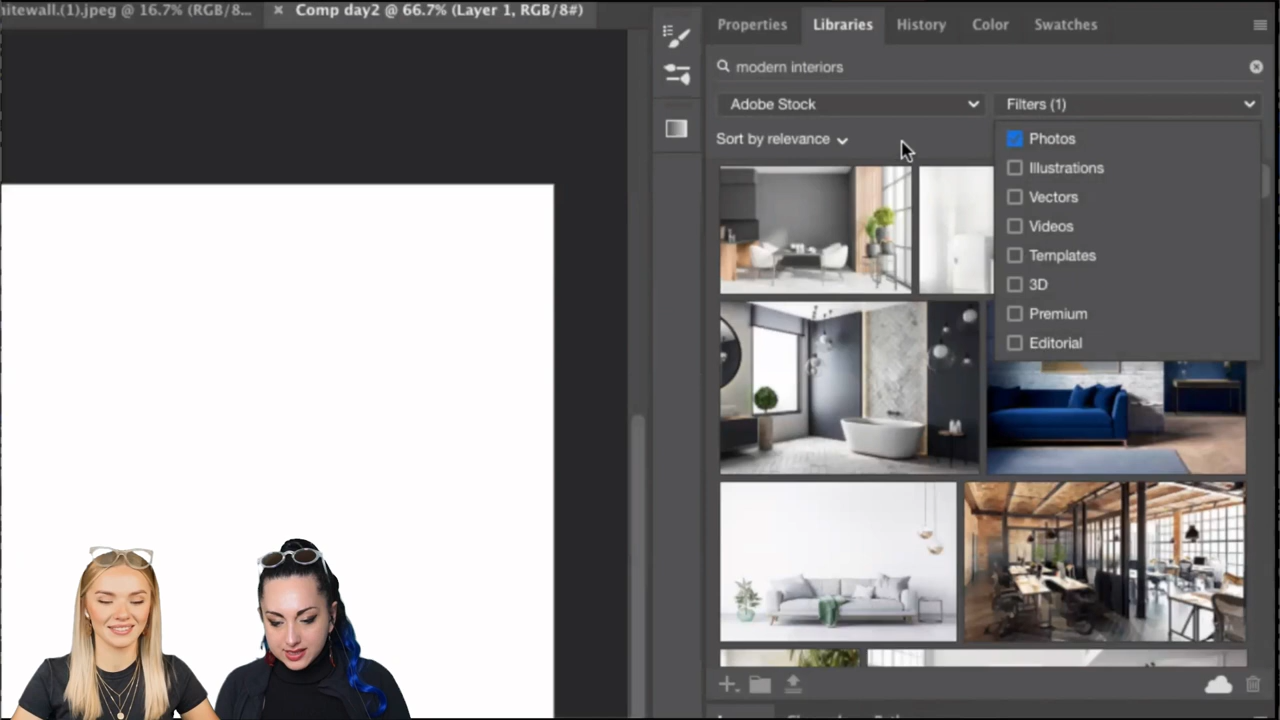 itewall.(1).jpeg @ 16.7% (RGB/8... × Comp day2 @ 66.7% (Layer 1, RGB/8#)
Properties Libraries History Color Swatches
modern interiors
Adobe Stock Filters (1)
Sort by relevance
Photos
Illustrations
Vectors
Videos
Templates
3D
Premium
Editorial